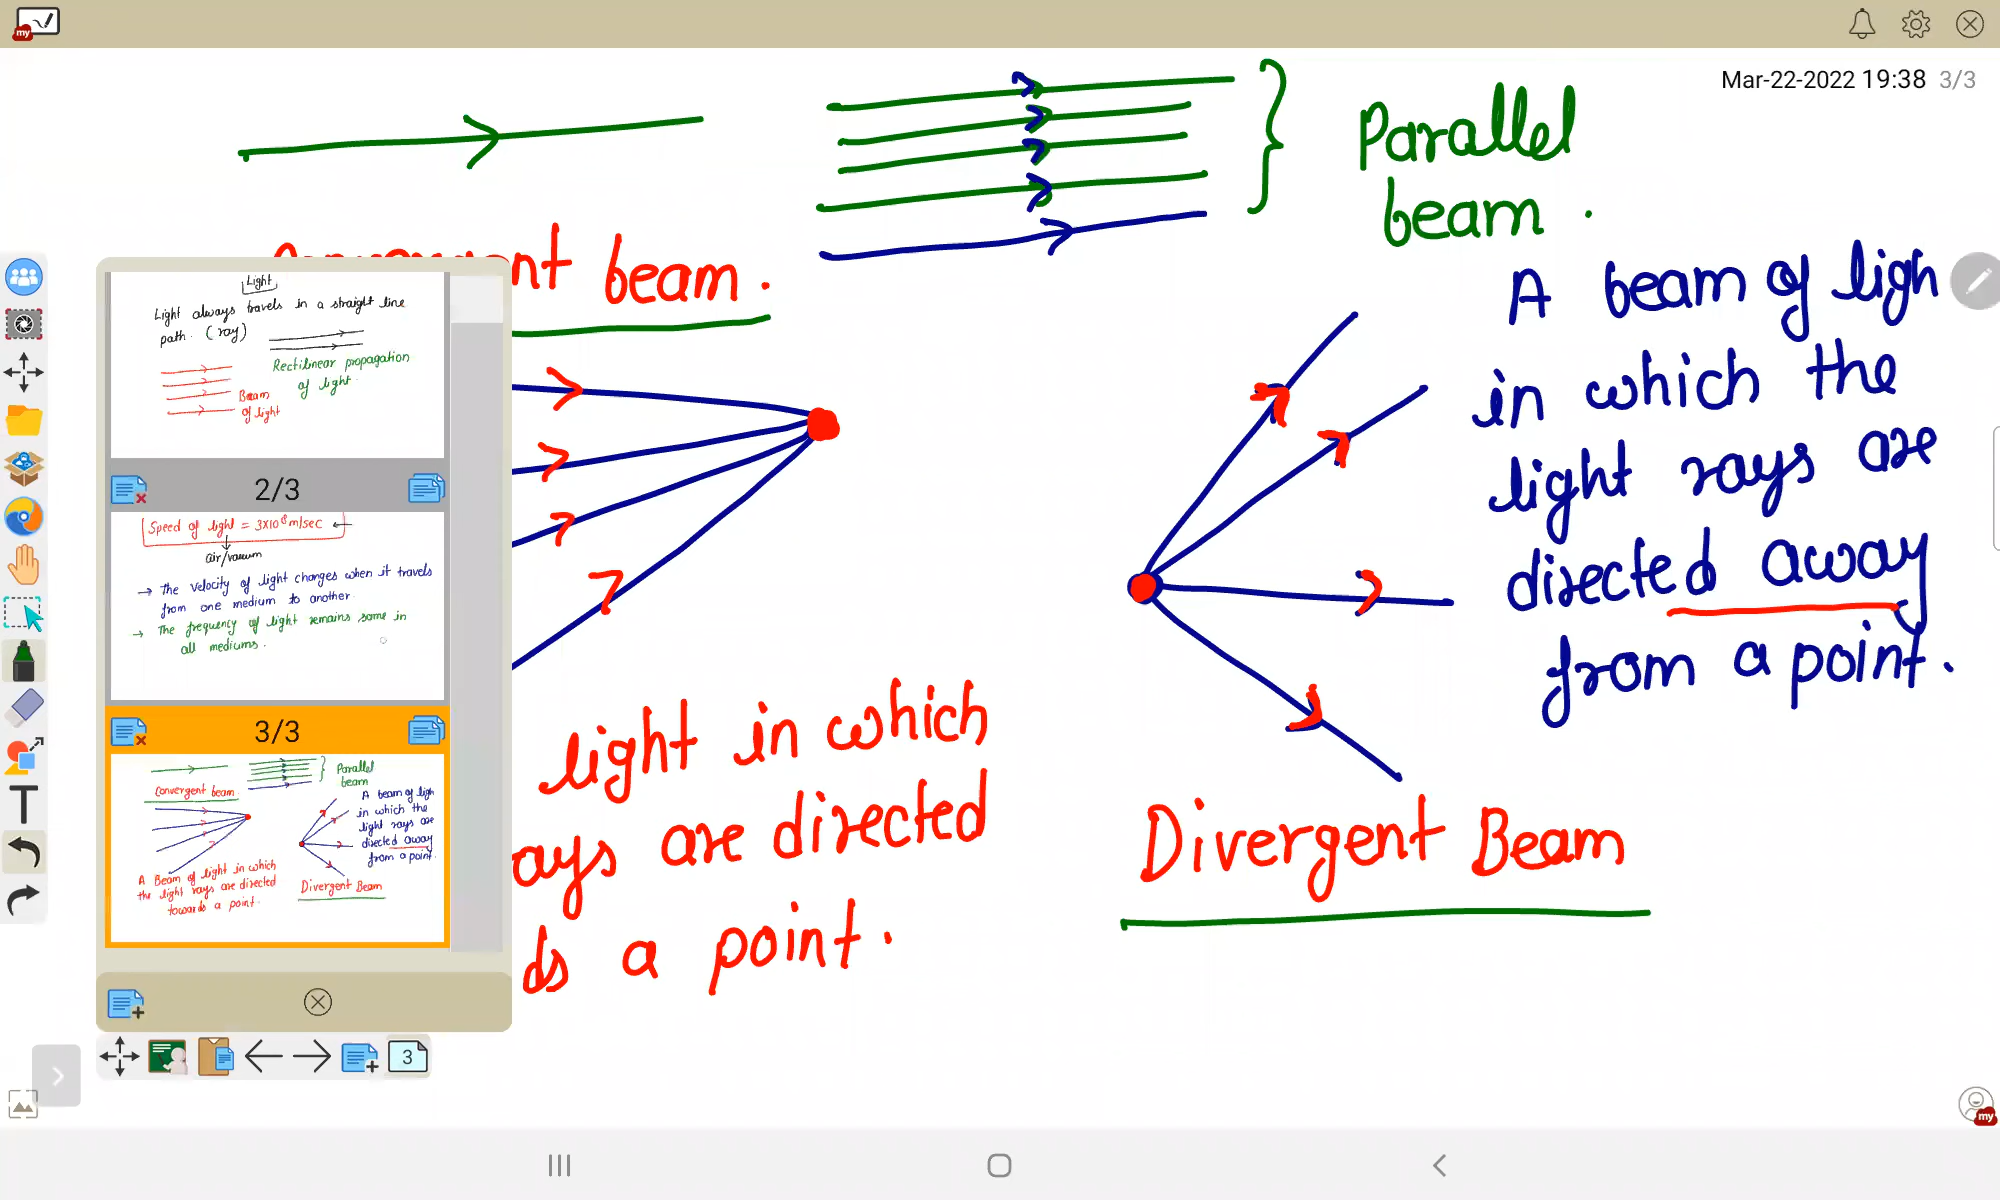 my
Mar-22-2022 19:38 3/3
Parallel
beam.
beam.
A beam of ligh
in which the
light rays are
directed away
from a point.
light in which
ays are directed
ds a point.
Divergent Beam
Light
Light always travels in a straight line
path. (ray)
Rectilinear propagation
of light.
Beam
of light
2/3
Speed of light = 3x10⁸ m/sec
air/vacuum
→ The velocity of light changes when it travels
from one medium to another.
→ The frequency of light remains same in
all mediums.
3/3
Parallel
beam
Convergent beam
A beam of ligh
in which the
light rays are
directed away
from a point.
A Beam of light in which
the light rays are directed
towards a point.
Divergent Beam
T
3
my